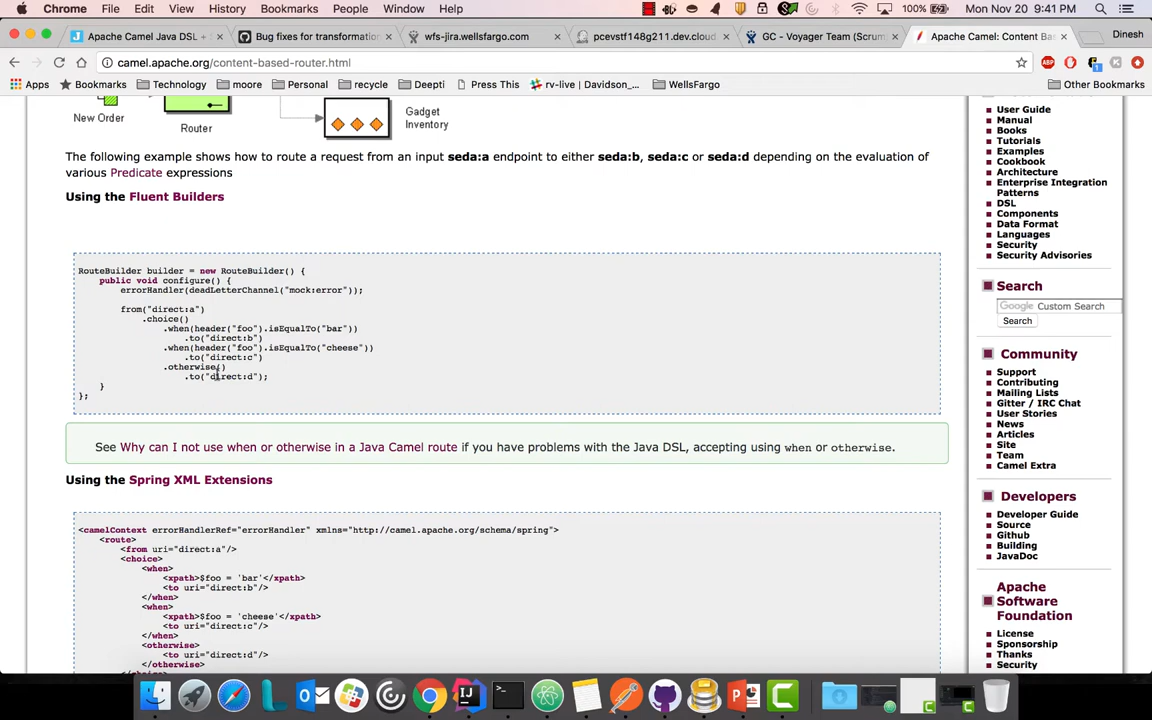 Chrome File Edit View History Bookmarks People Window Help 100% Mon Nov 20 9:41 PM
Apache Camel Java DSL + S × Bug fixes for transformation × wfs-jira.wellsfargo.com × pcevstf148g211.dev.cloud. × GC - Voyager Team (Scrum × Apache Camel: Content Bas × Dinesh
camel.apache.org/content-based-router.html
Apps Bookmarks Technology moore Personal recycle Deepti Press This rv-live | Davidson_... WellsFargo Other Bookmarks
New Order
Router
Gadget
Inventory
The following example shows how to route a request from an input seda:a endpoint to either seda:b, seda:c or seda:d depending on the evaluation of
various Predicate expressions
Using the Fluent Builders
RouteBuilder builder = new RouteBuilder() {
public void configure() {
errorHandler(deadLetterChannel("mock:error"));
from("direct:a")
.choice()
.when(header("foo").isEqualTo("bar"))
.to("direct:b")
.when(header("foo").isEqualTo("cheese"))
.to("direct:c")
.otherwise()
.to("direct:d");
}
};
See Why can I not use when or otherwise in a Java Camel route if you have problems with the Java DSL, accepting using when or otherwise.
Using the Spring XML Extensions
<camelContext errorHandlerRef="errorHandler" xmlns="http://camel.apache.org/schema/spring">
<route>
<from uri="direct:a"/>
<choice>
<when>
<xpath>$foo = 'bar'</xpath>
<to uri="direct:b"/>
</when>
<when>
<xpath>$foo = 'cheese'</xpath>
<to uri="direct:c"/>
</when>
<otherwise>
<to uri="direct:d"/>
</otherwise>
User Guide
Manual
Books
Tutorials
Examples
Cookbook
Architecture
Enterprise Integration
Patterns
DSL
Components
Data Format
Languages
Security
Security Advisories
Search
Google Custom Search
Search
Community
Support
Contributing
Mailing Lists
Gitter / IRC Chat
User Stories
News
Articles
Site
Team
Camel Extra
Developers
Developer Guide
Source
Github
Building
JavaDoc
Apache
Software
Foundation
License
Sponsorship
Thanks
Security